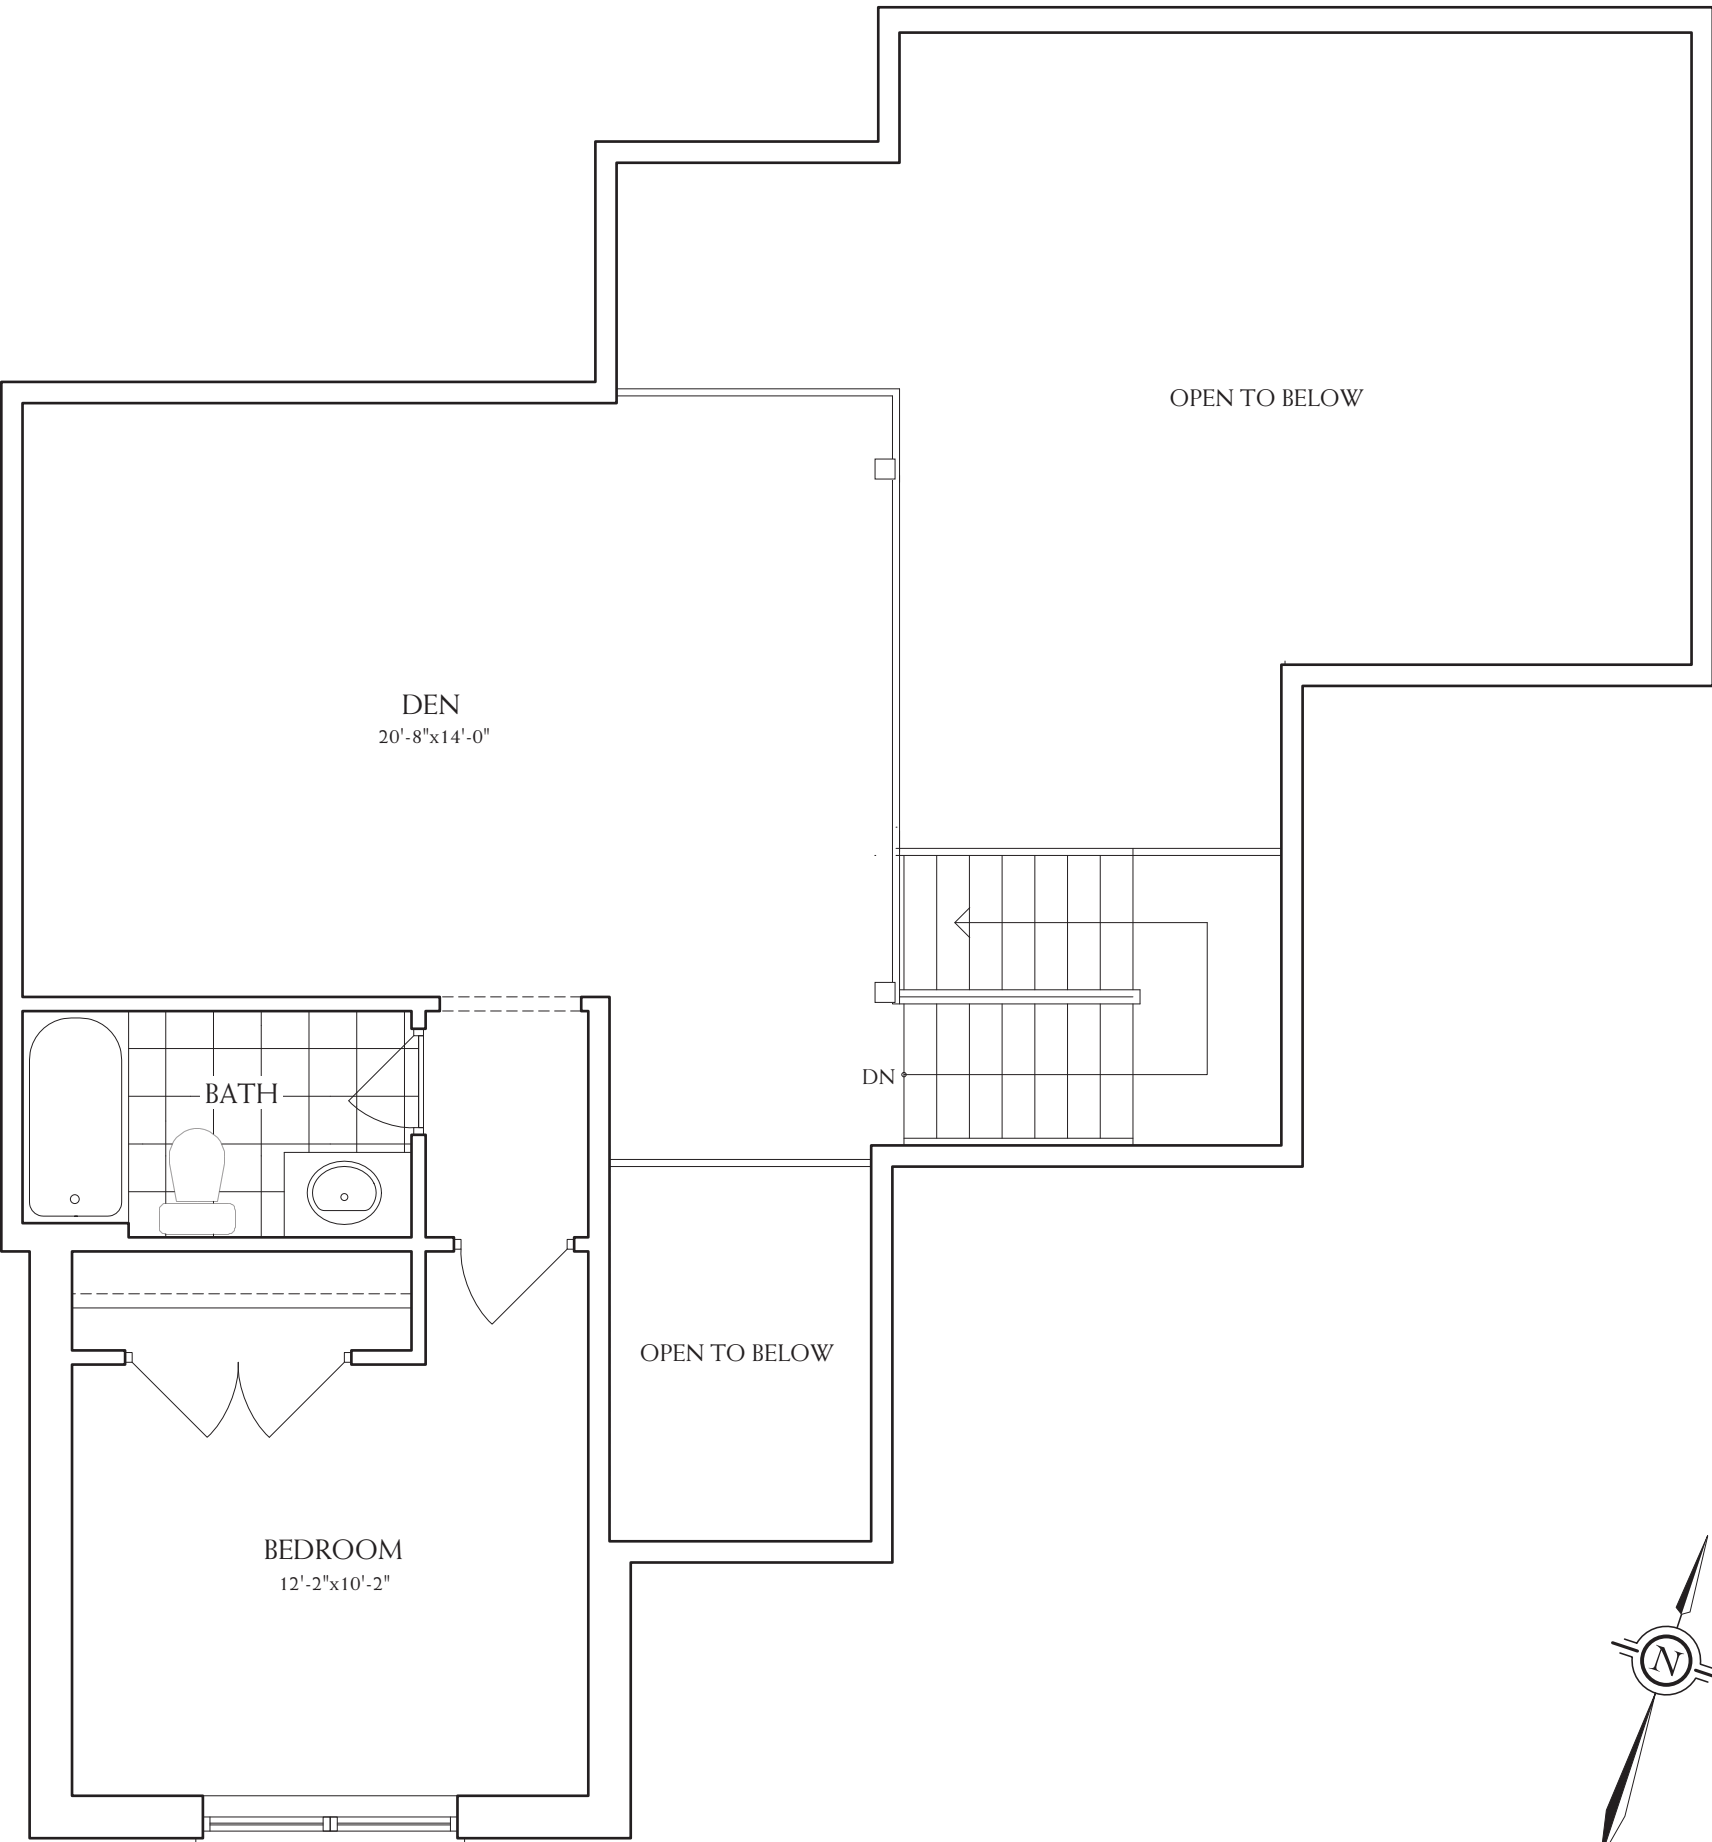 OPEN TO BELOW
DEN
20'-8"x14'-0"
DN
BATH
OPEN TO BELOW
BEDROOM
12'-2"x10'-2"
N